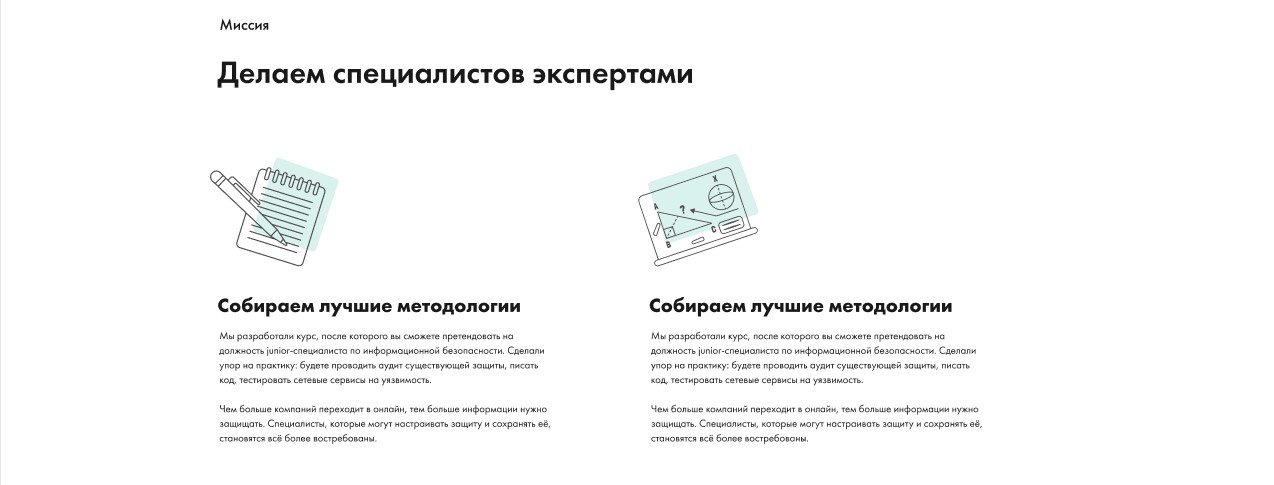 Миссия
Делаем специалистов экспертами
A
B
C
?
X
Собираем лучшие методологии
Мы разработали курс, после которого вы сможете претендовать на
должность junior-специалиста по информационной безопасности. Сделали
упор на практику: будете проводить аудит существующей защиты, писать
код, тестировать сетевые сервисы на уязвимость.
Чем больше компаний переходит в онлайн, тем больше информации нужно
защищать. Специалисты, которые могут настраивать защиту и сохранять её,
становятся всё более востребованы.
Собираем лучшие методологии
Мы разработали курс, после которого вы сможете претендовать на
должность junior-специалиста по информационной безопасности. Сделали
упор на практику: будете проводить аудит существующей защиты, писать
код, тестировать сетевые сервисы на уязвимость.
Чем больше компаний переходит в онлайн, тем больше информации нужно
защищать. Специалисты, которые могут настраивать защиту и сохранять её,
становятся всё более востребованы.